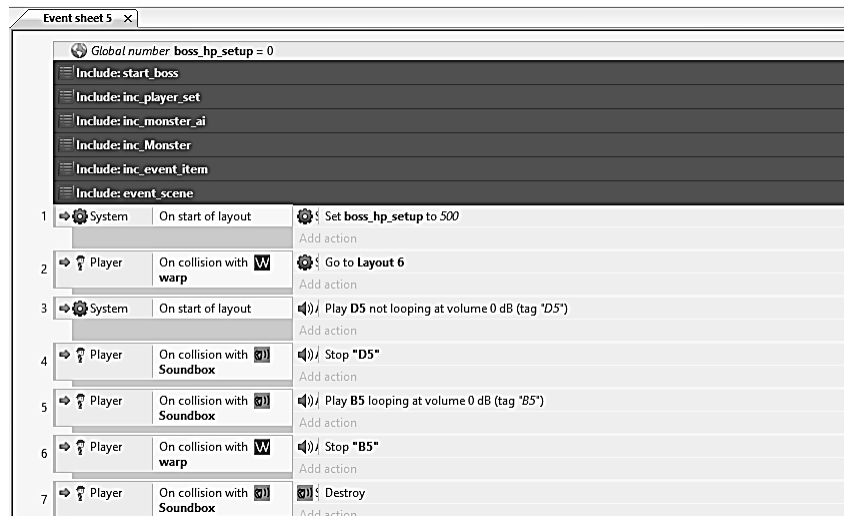 Event sheet 5 ×
Global number boss_hp_setup = 0
Include: start_boss
Include: inc_player_set
Include: inc_monster_ai
Include: inc_Monster
Include: inc_event_item
Include: event_scene
1 System On start of layout Set boss_hp_setup to 500
Add action
2 Player On collision with W warp Go to Layout 6
Add action
3 System On start of layout Play D5 not looping at volume 0 dB (tag "D5")
Add action
4 Player On collision with Soundbox Stop "D5"
Add action
5 Player On collision with Soundbox Play B5 looping at volume 0 dB (tag "B5")
Add action
6 Player On collision with W warp Stop "B5"
Add action
7 Player On collision with Soundbox Destroy
Add action